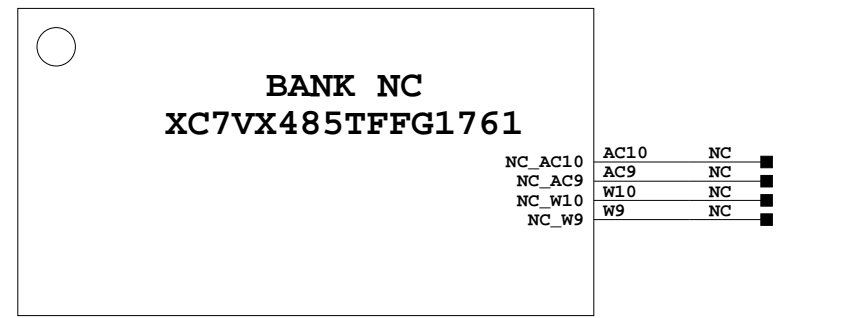 BANK NC
XC7VX485TFFG1761
NC_AC10 AC10 NC
NC_AC9 AC9 NC
NC_W10 W10 NC
NC_W9 W9 NC